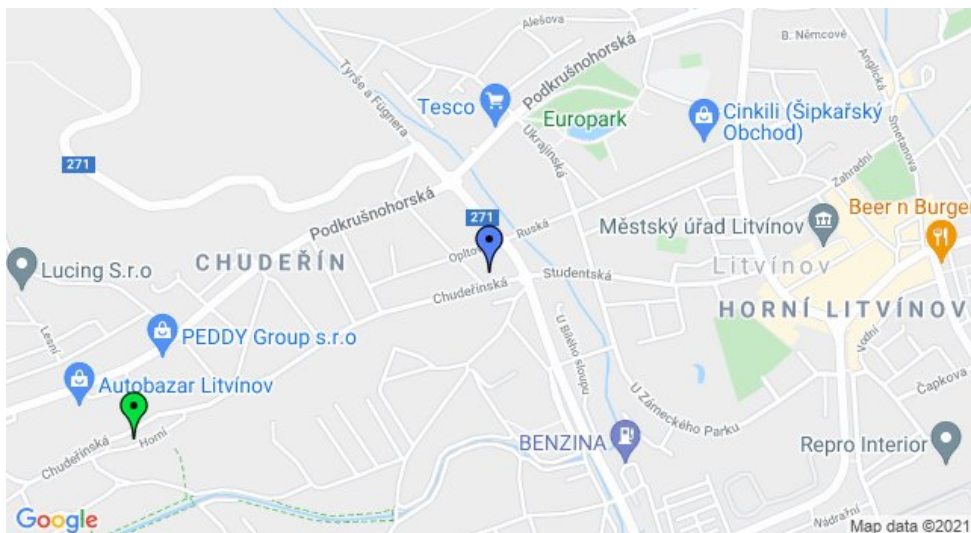 Alešova
B. Němcové
Anglická
Tyrše a Fügnera
Podkrušnohorská
Tesco
Europark
Cinkili (Šipkařský
Obchod)
Ukrajinská
Smetanova
271
Zahradní
Podkrušnohorská
271
Ruská
Beer n Burger
Městský úřad Litvínov
Oplto
Lucing S.r.o
CHUDEŘÍN
Litvínov
Studentská
Chudeřínská
HORNÍ LITVÍNOV
Lesní
PEDDY Group s.r.o
U Bílého sloupu
Vodní
Autobazar Litvínov
Čapkova
U Zámeckého Parku
Horní
Chudeřínská
BENZINA
Repro Interior
Nádražní
Google
Map data ©2021